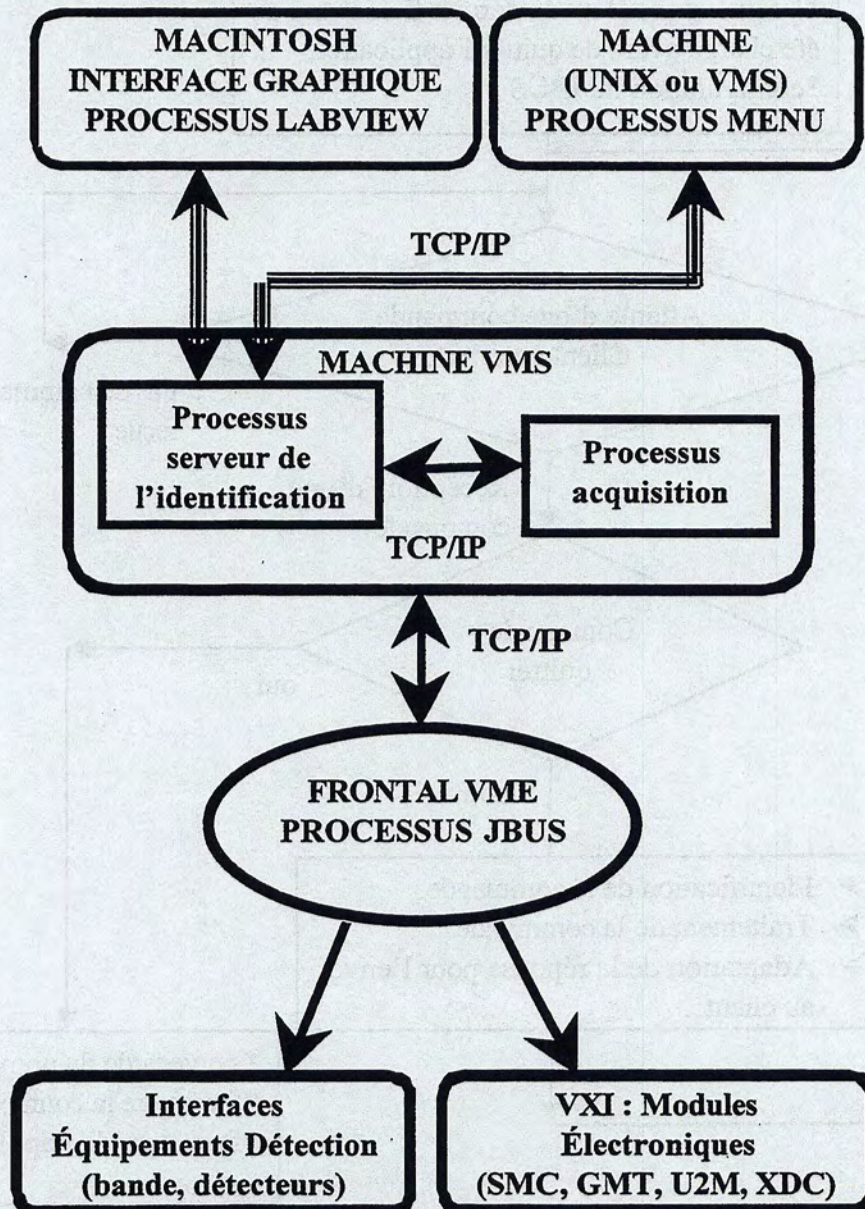 MACINTOSH
INTERFACE GRAPHIQUE
PROCESSUS LABVIEW
MACHINE
(UNIX ou VMS)
PROCESSUS MENU
TCP/IP
MACHINE VMS
Processus
serveur de
l'identification
Processus
acquisition
TCP/IP
TCP/IP
FRONTAL VME
PROCESSUS JBUS
Interfaces
Équipements Détection
(bande, détecteurs)
VXI : Modules
Électroniques
(SMC, GMT, U2M, XDC)